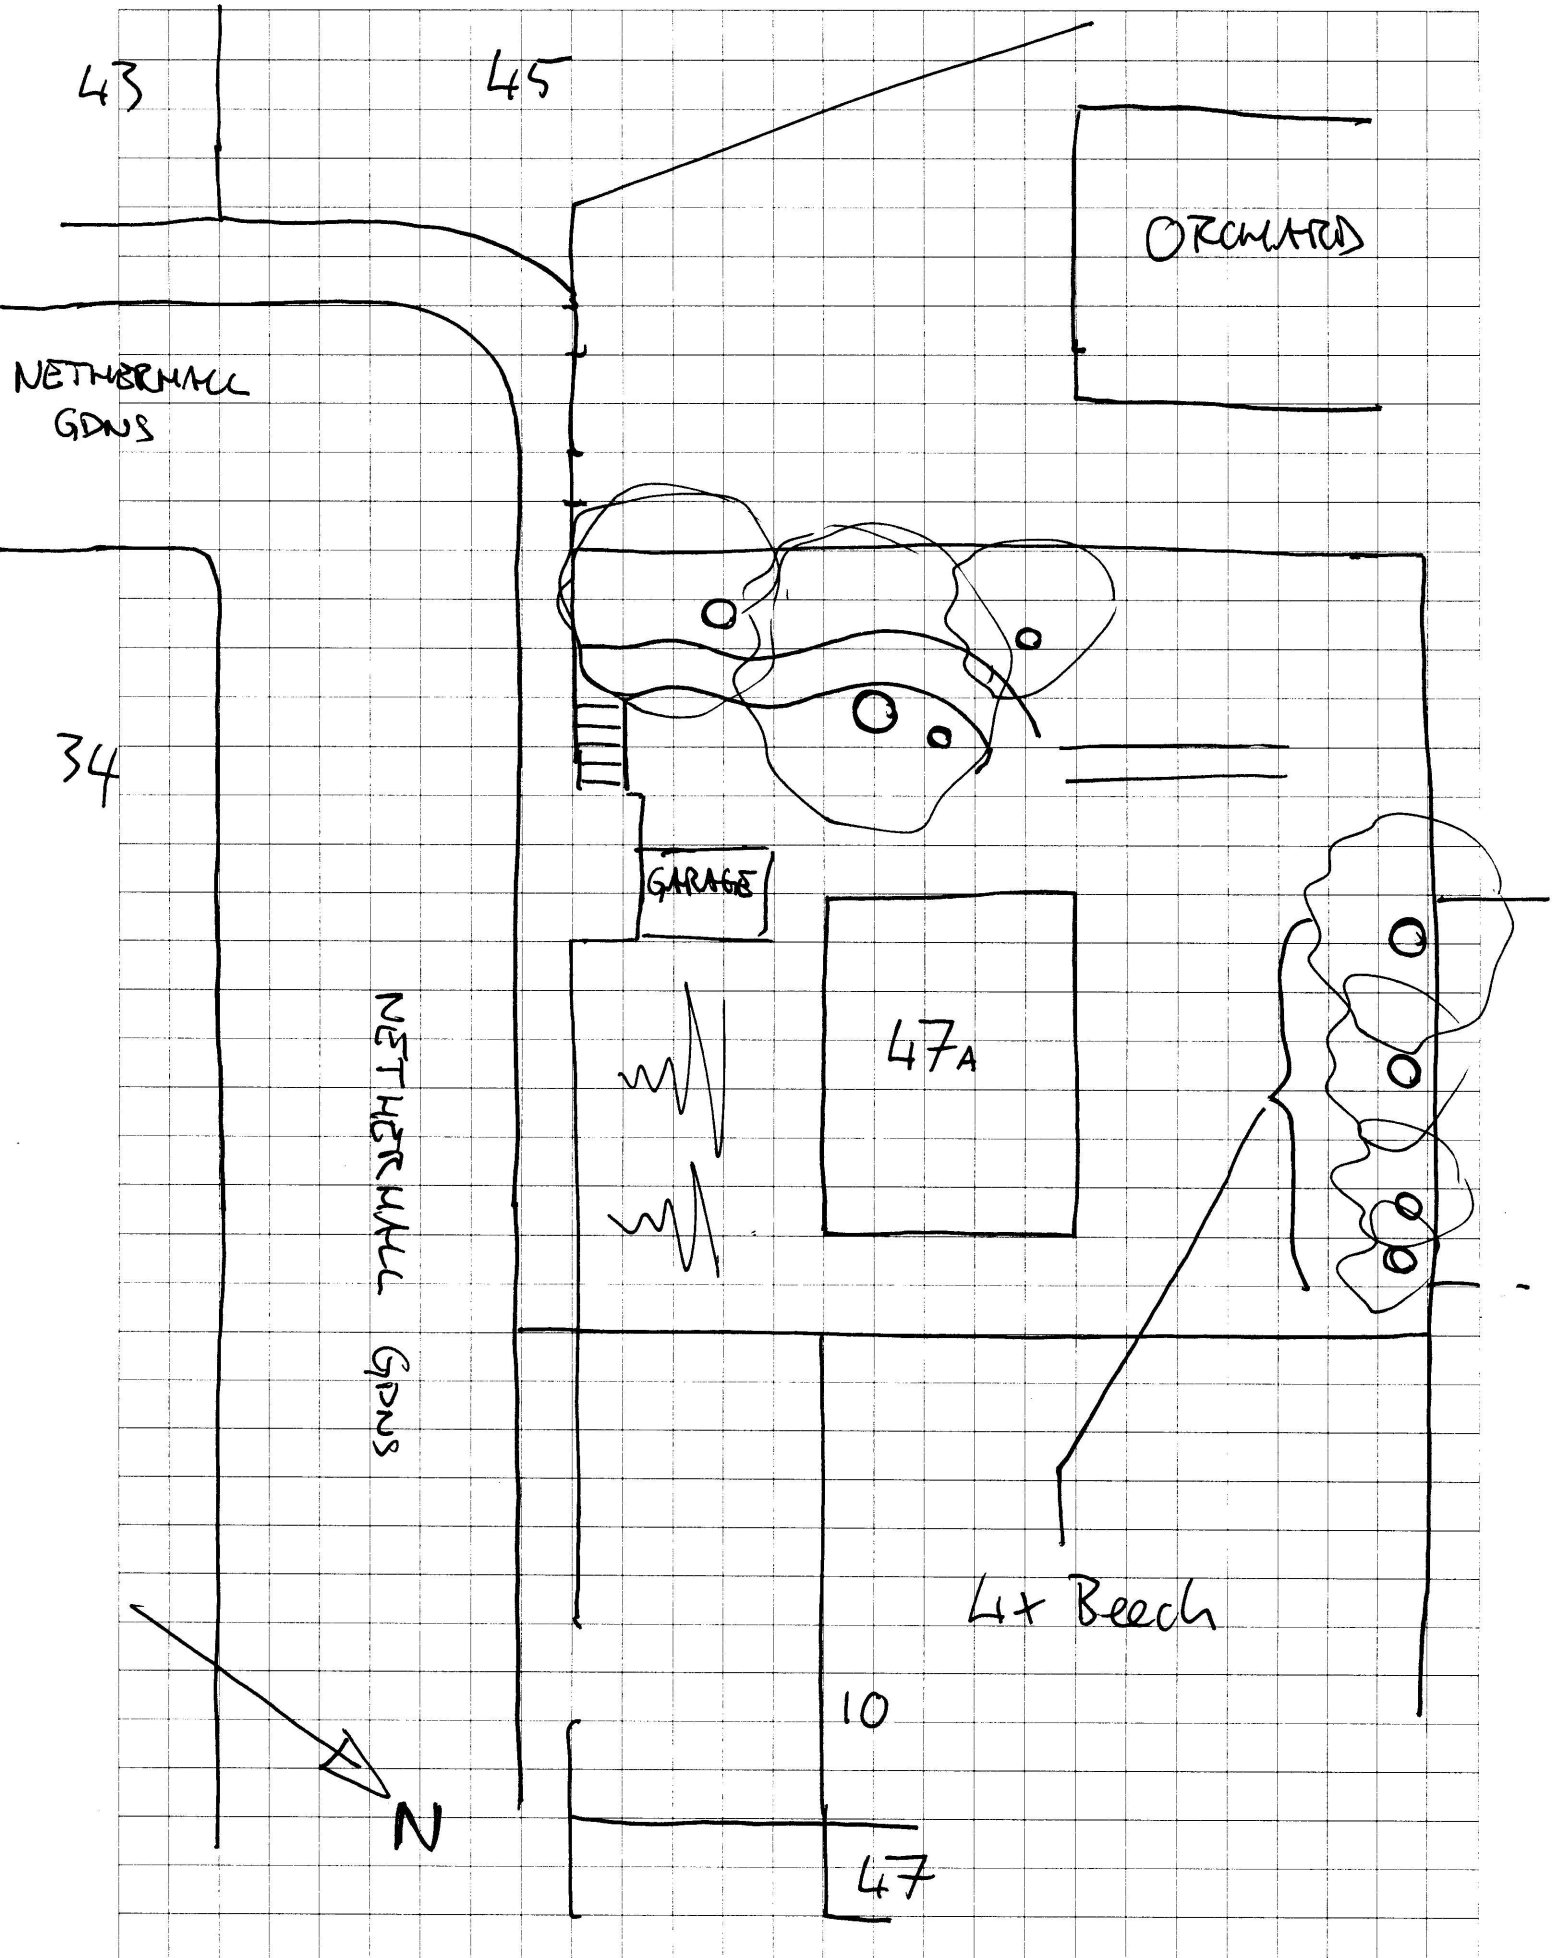 43
45
ORCHARD
NETHERHALL
GDNS
34
GARAGE
47A
NETHERHALL GDNS
4x Beech
10
N
47